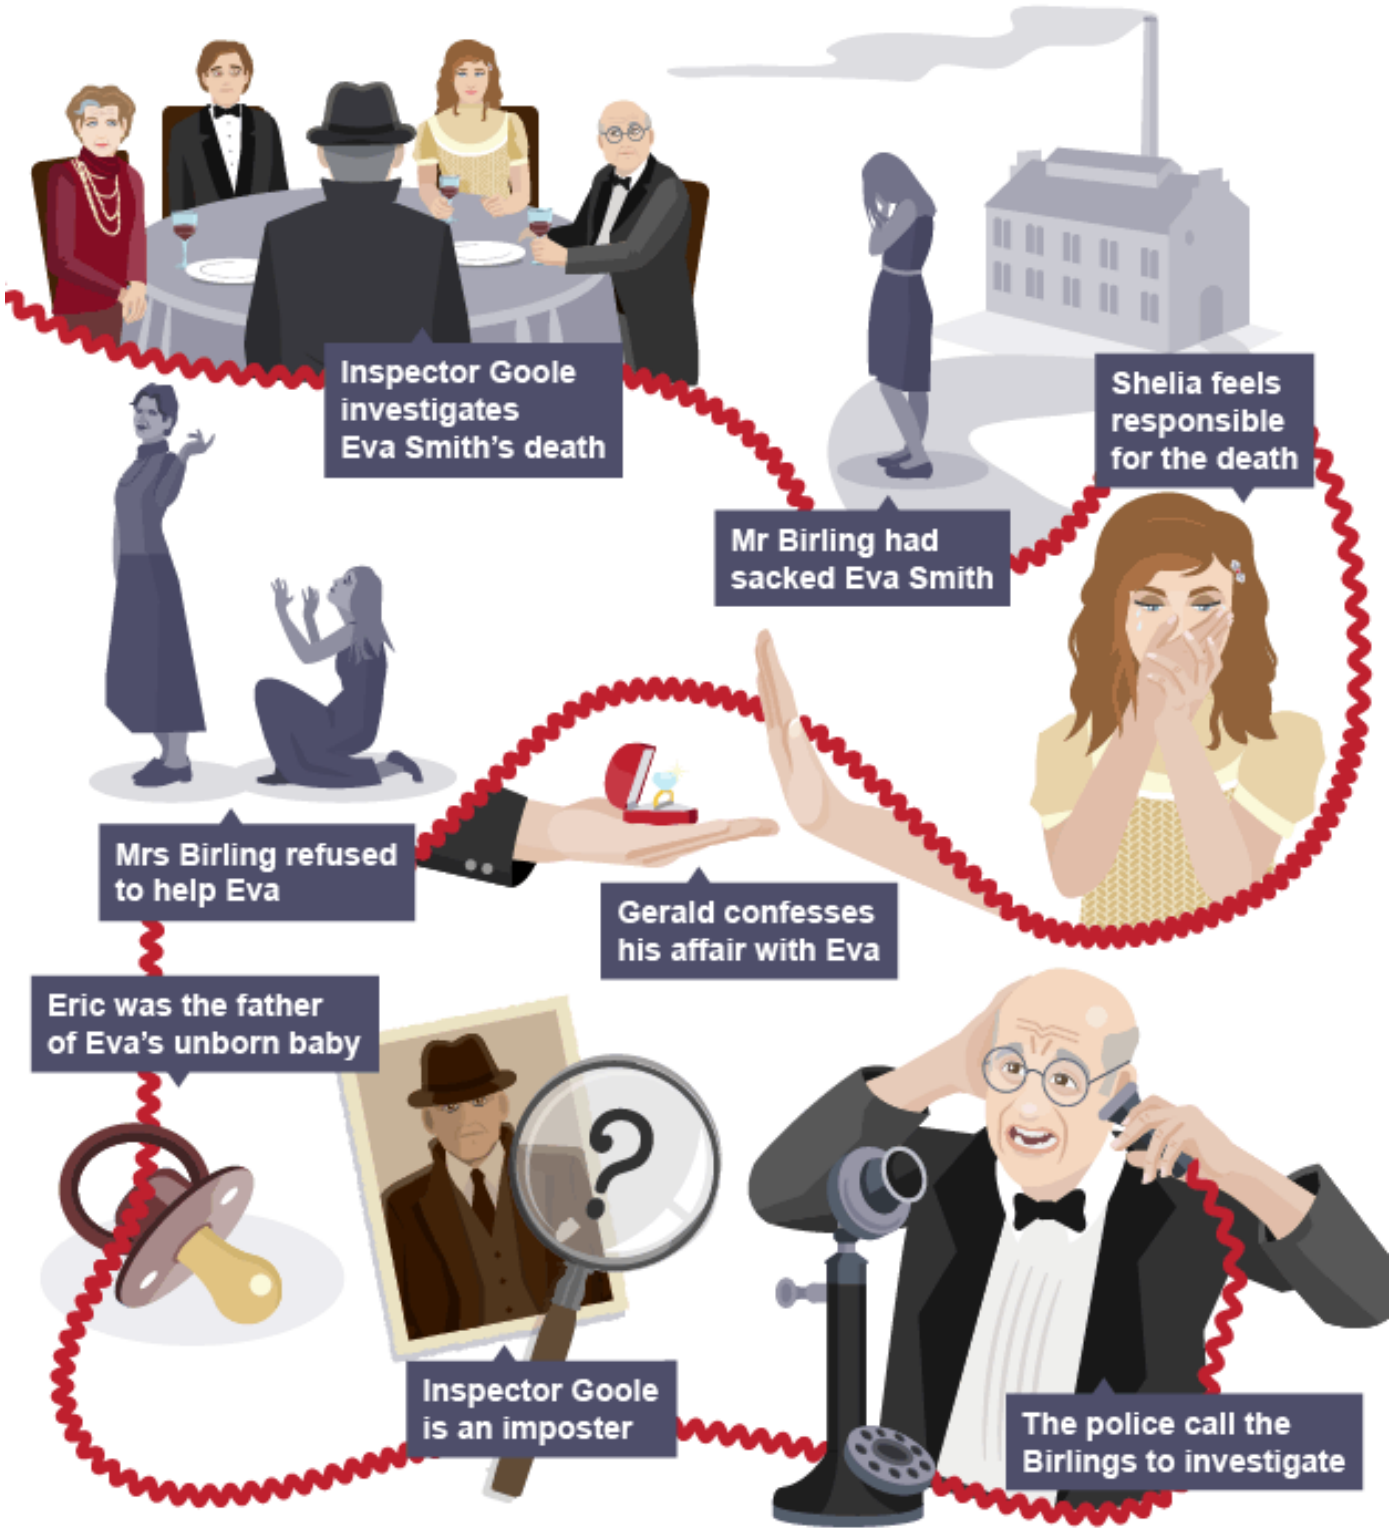 Inspector Goole
investigates
Eva Smith's death
Mr Birling had
sacked Eva Smith
Shelia feels
responsible
for the death
Gerald confesses
his affair with Eva
Mrs Birling refused
to help Eva
Eric was the father
of Eva's unborn baby
?
Inspector Goole
is an imposter
The police call the
Birlings to investigate